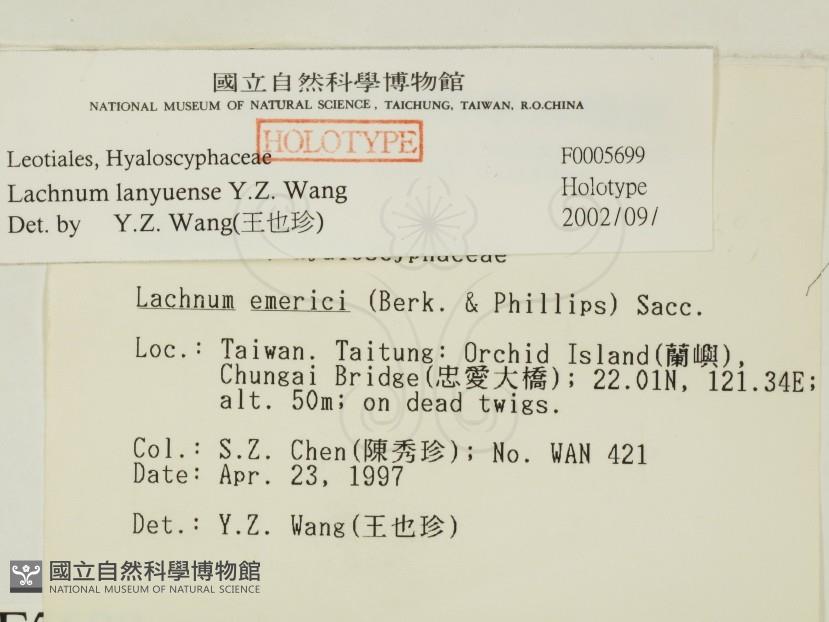 國立自然科學博物館
NATIONAL MUSEUM OF NATURAL SCIENCE, TAICHUNG, TAIWAN, R.O.CHINA
HOLOTYPE
Leotiales, Hyaloscyphaceae F0005699
Lachnum lanyuense Y.Z. Wang Holotype
Det. by Y.Z. Wang(王也珍) 2002/09/
Hyaloscyphaceae
Lachnum emerici (Berk. & Phillips) Sacc.
Loc.: Taiwan. Taitung: Orchid Island(蘭嶼),
Chungai Bridge(忠愛大橋); 22.01N, 121.34E;
alt. 50m; on dead twigs.
Col.: S.Z. Chen(陳秀珍); No. WAN 421
Date: Apr. 23, 1997
Det.: Y.Z. Wang(王也珍)
國立自然科學博物館
NATIONAL MUSEUM OF NATURAL SCIENCE